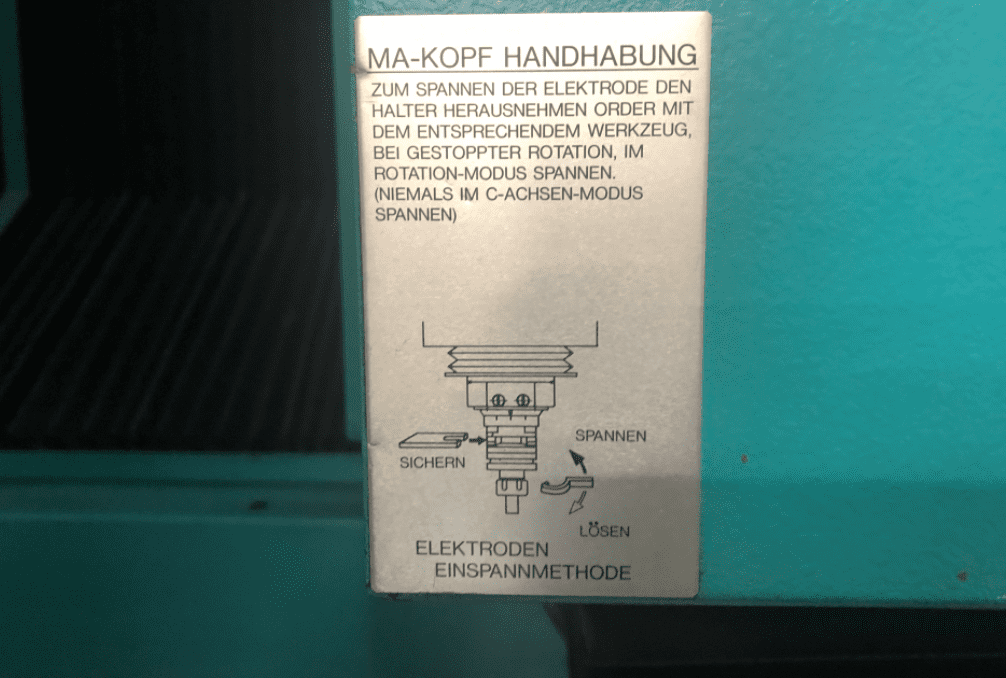 MA-KOPF HANDHABUNG
ZUM SPANNEN DER ELEKTRODE DEN
HALTER HERAUSNEHMEN ORDER MIT
DEM ENTSPRECHENDEM WERKZEUG,
BEI GESTOPPTER ROTATION, IM
ROTATION-MODUS SPANNEN.
(NIEMALS IM C-ACHSEN-MODUS
SPANNEN)
SPANNEN
SICHERN
LÖSEN
ELEKTRODEN
EINSPANNMETHODE